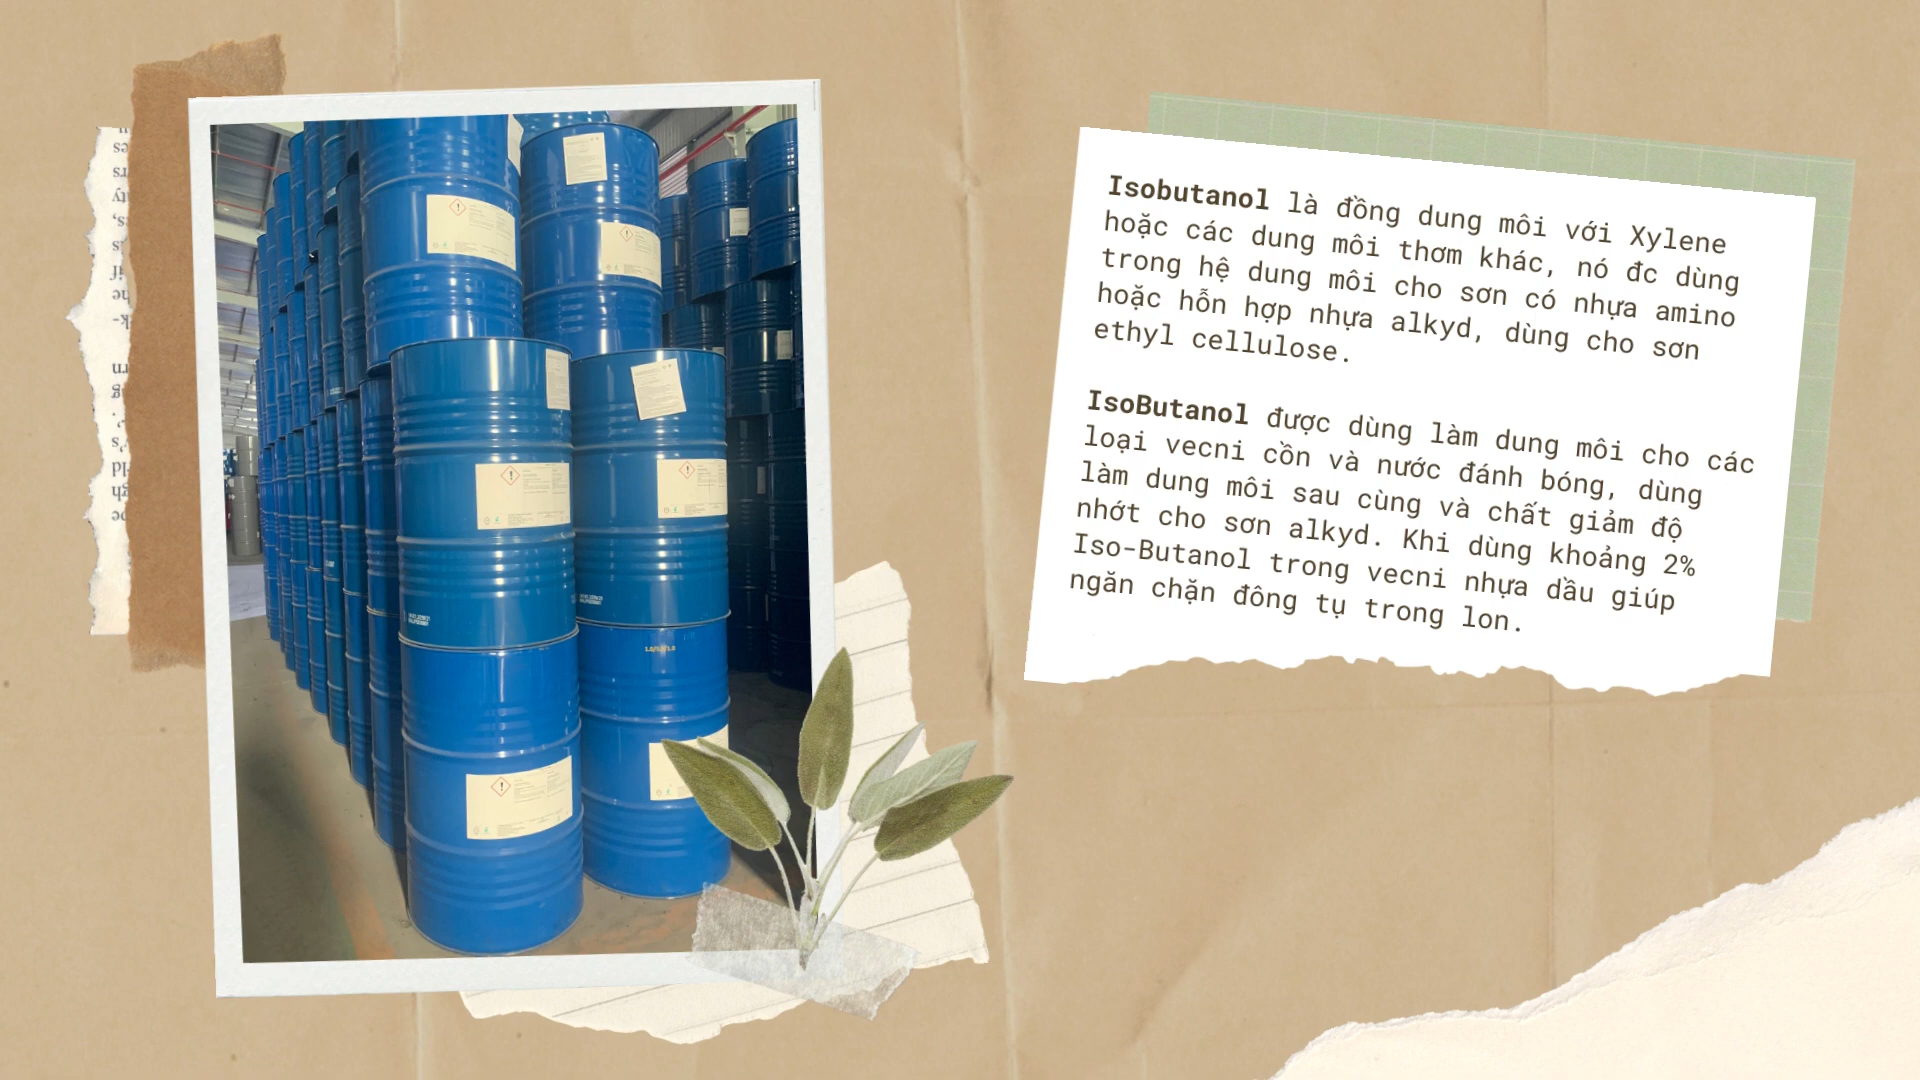 Isobutanol là đồng dung môi với Xylene
hoặc các dung môi thơm khác, nó đc dùng
trong hệ dung môi cho sơn có nhựa amino
hoặc hỗn hợp nhựa alkyd, dùng cho sơn
ethyl cellulose.
IsoButanol được dùng làm dung môi cho các
loại vecni cồn và nước đánh bóng, dùng
làm dung môi sau cùng và chất giảm độ
nhớt cho sơn alkyd. Khi dùng khoảng 2%
Iso-Butanol trong vecni nhựa dầu giúp
ngăn chặn đông tụ trong lon.